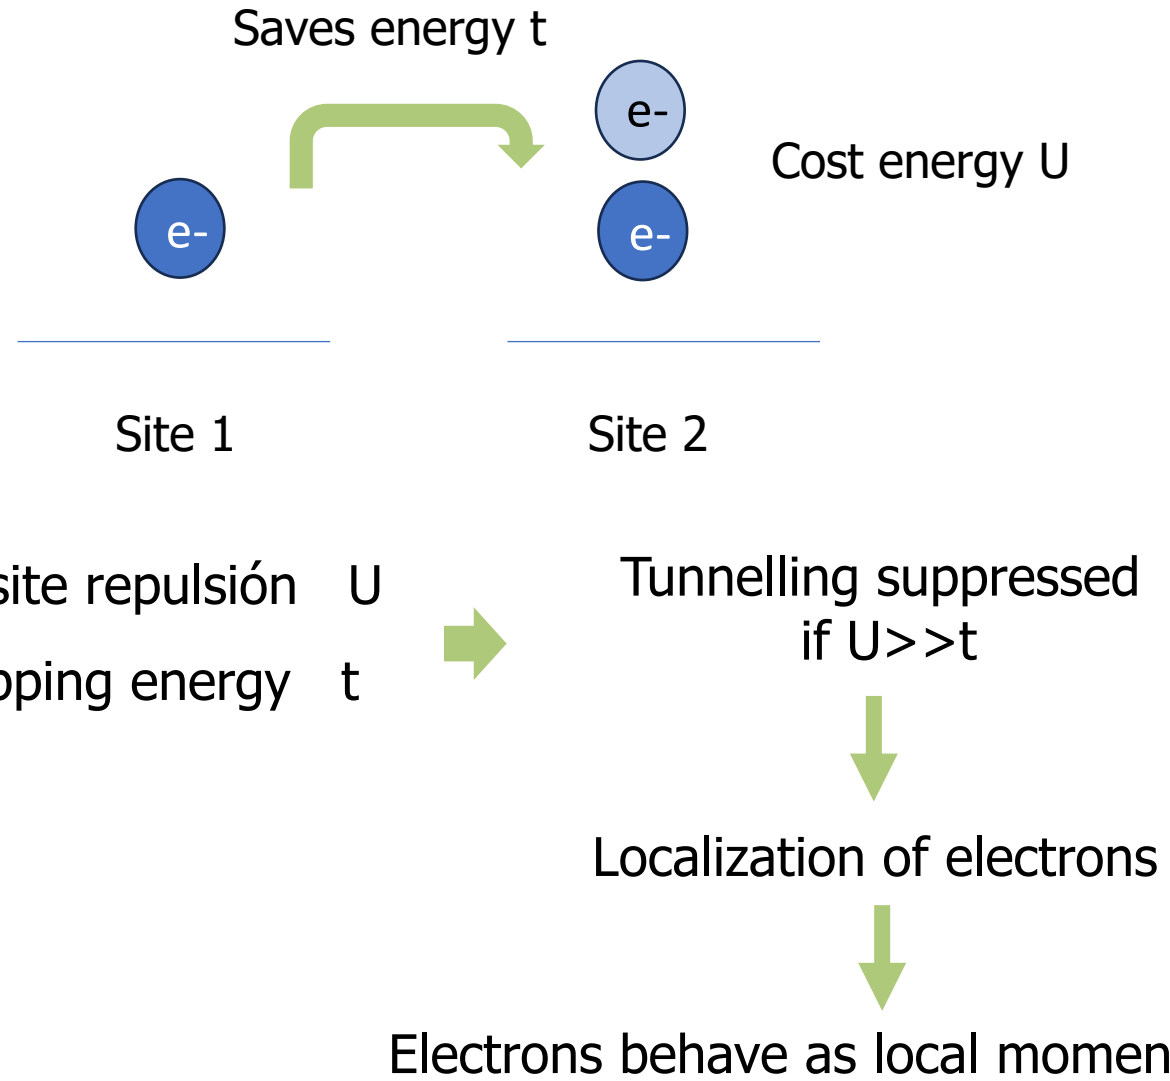 Saves energy t
e-
Cost energy U
e-
e-
Site 1
Site 2
site repulsión U
Tunnelling suppressed
if U>>t
pping energy t
Localization of electrons
Electrons behave as local momen